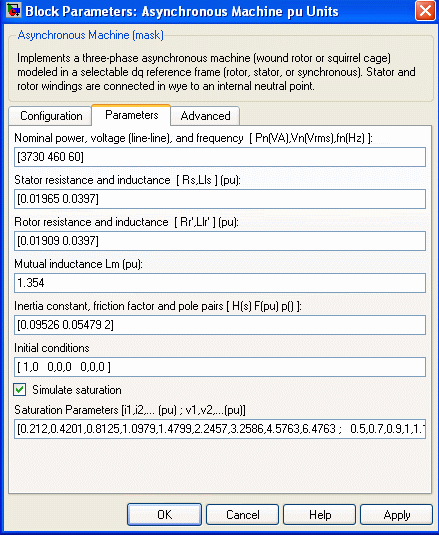 Block Parameters: Asynchronous Machine pu Units
Asynchronous Machine (mask)
Implements a three-phase asynchronous machine (wound rotor or squirrel cage)
modeled in a selectable dq reference frame (rotor, stator, or synchronous). Stator and
rotor windings are connected in wye to an internal neutral point.
Configuration Parameters Advanced
Nominal power, voltage (line-line), and frequency [ Pn(VA),Vn(Vrms),fn(Hz) ]:
[3730 460 60]
Stator resistance and inductance [ Rs,Lls ] (pu):
[0.01965 0.0397]
Rotor resistance and inductance [ Rr',Llr' ] (pu):
[0.01909 0.0397]
Mutual inductance Lm (pu):
1.354
Inertia constant, friction factor and pole pairs [ H(s) F(pu) p() ]:
[0.09526 0.05479 2]
Initial conditions
[ 1,0 0,0,0 0,0,0 ]
Simulate saturation
Saturation Parameters [i1,i2,... (pu) ; v1,v2,...(pu)]
[0.212,0.4201,0.8125,1.0979,1.4799,2.2457,3.2586,4.5763,6.4763 ; 0.5,0.7,0.9,1,1.
OK Cancel Help Apply